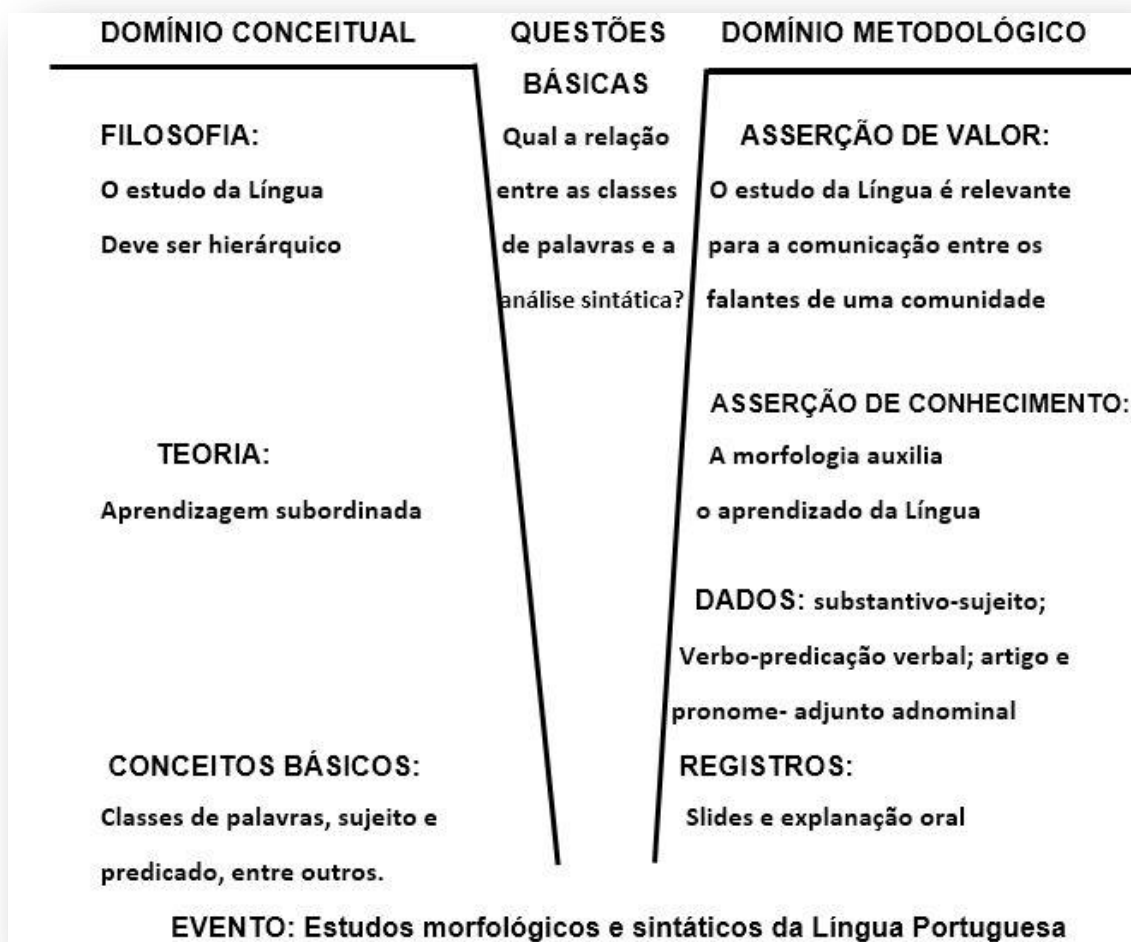 DOMÍNIO CONCEITUAL
FILOSOFIA:
O estudo da Língua
Deve ser hierárquico
TEORIA:
Aprendizagem subordinada
CONCEITOS BÁSICOS:
Classes de palavras, sujeito e
predicado, entre outros.
QUESTÕES
BÁSICAS
Qual a relação
entre as classes
de palavras e a
análise sintática?
DOMÍNIO METODOLÓGICO
ASSERÇÃO DE VALOR:
O estudo da Língua é relevante
para a comunicação entre os
falantes de uma comunidade
ASSERÇÃO DE CONHECIMENTO:
A morfologia auxilia
o aprendizado da Língua
DADOS: substantivo-sujeito;
Verbo-predicação verbal; artigo e
pronome- adjunto adnominal
REGISTROS:
Slides e explanação oral
EVENTO: Estudos morfológicos e sintáticos da Língua Portuguesa